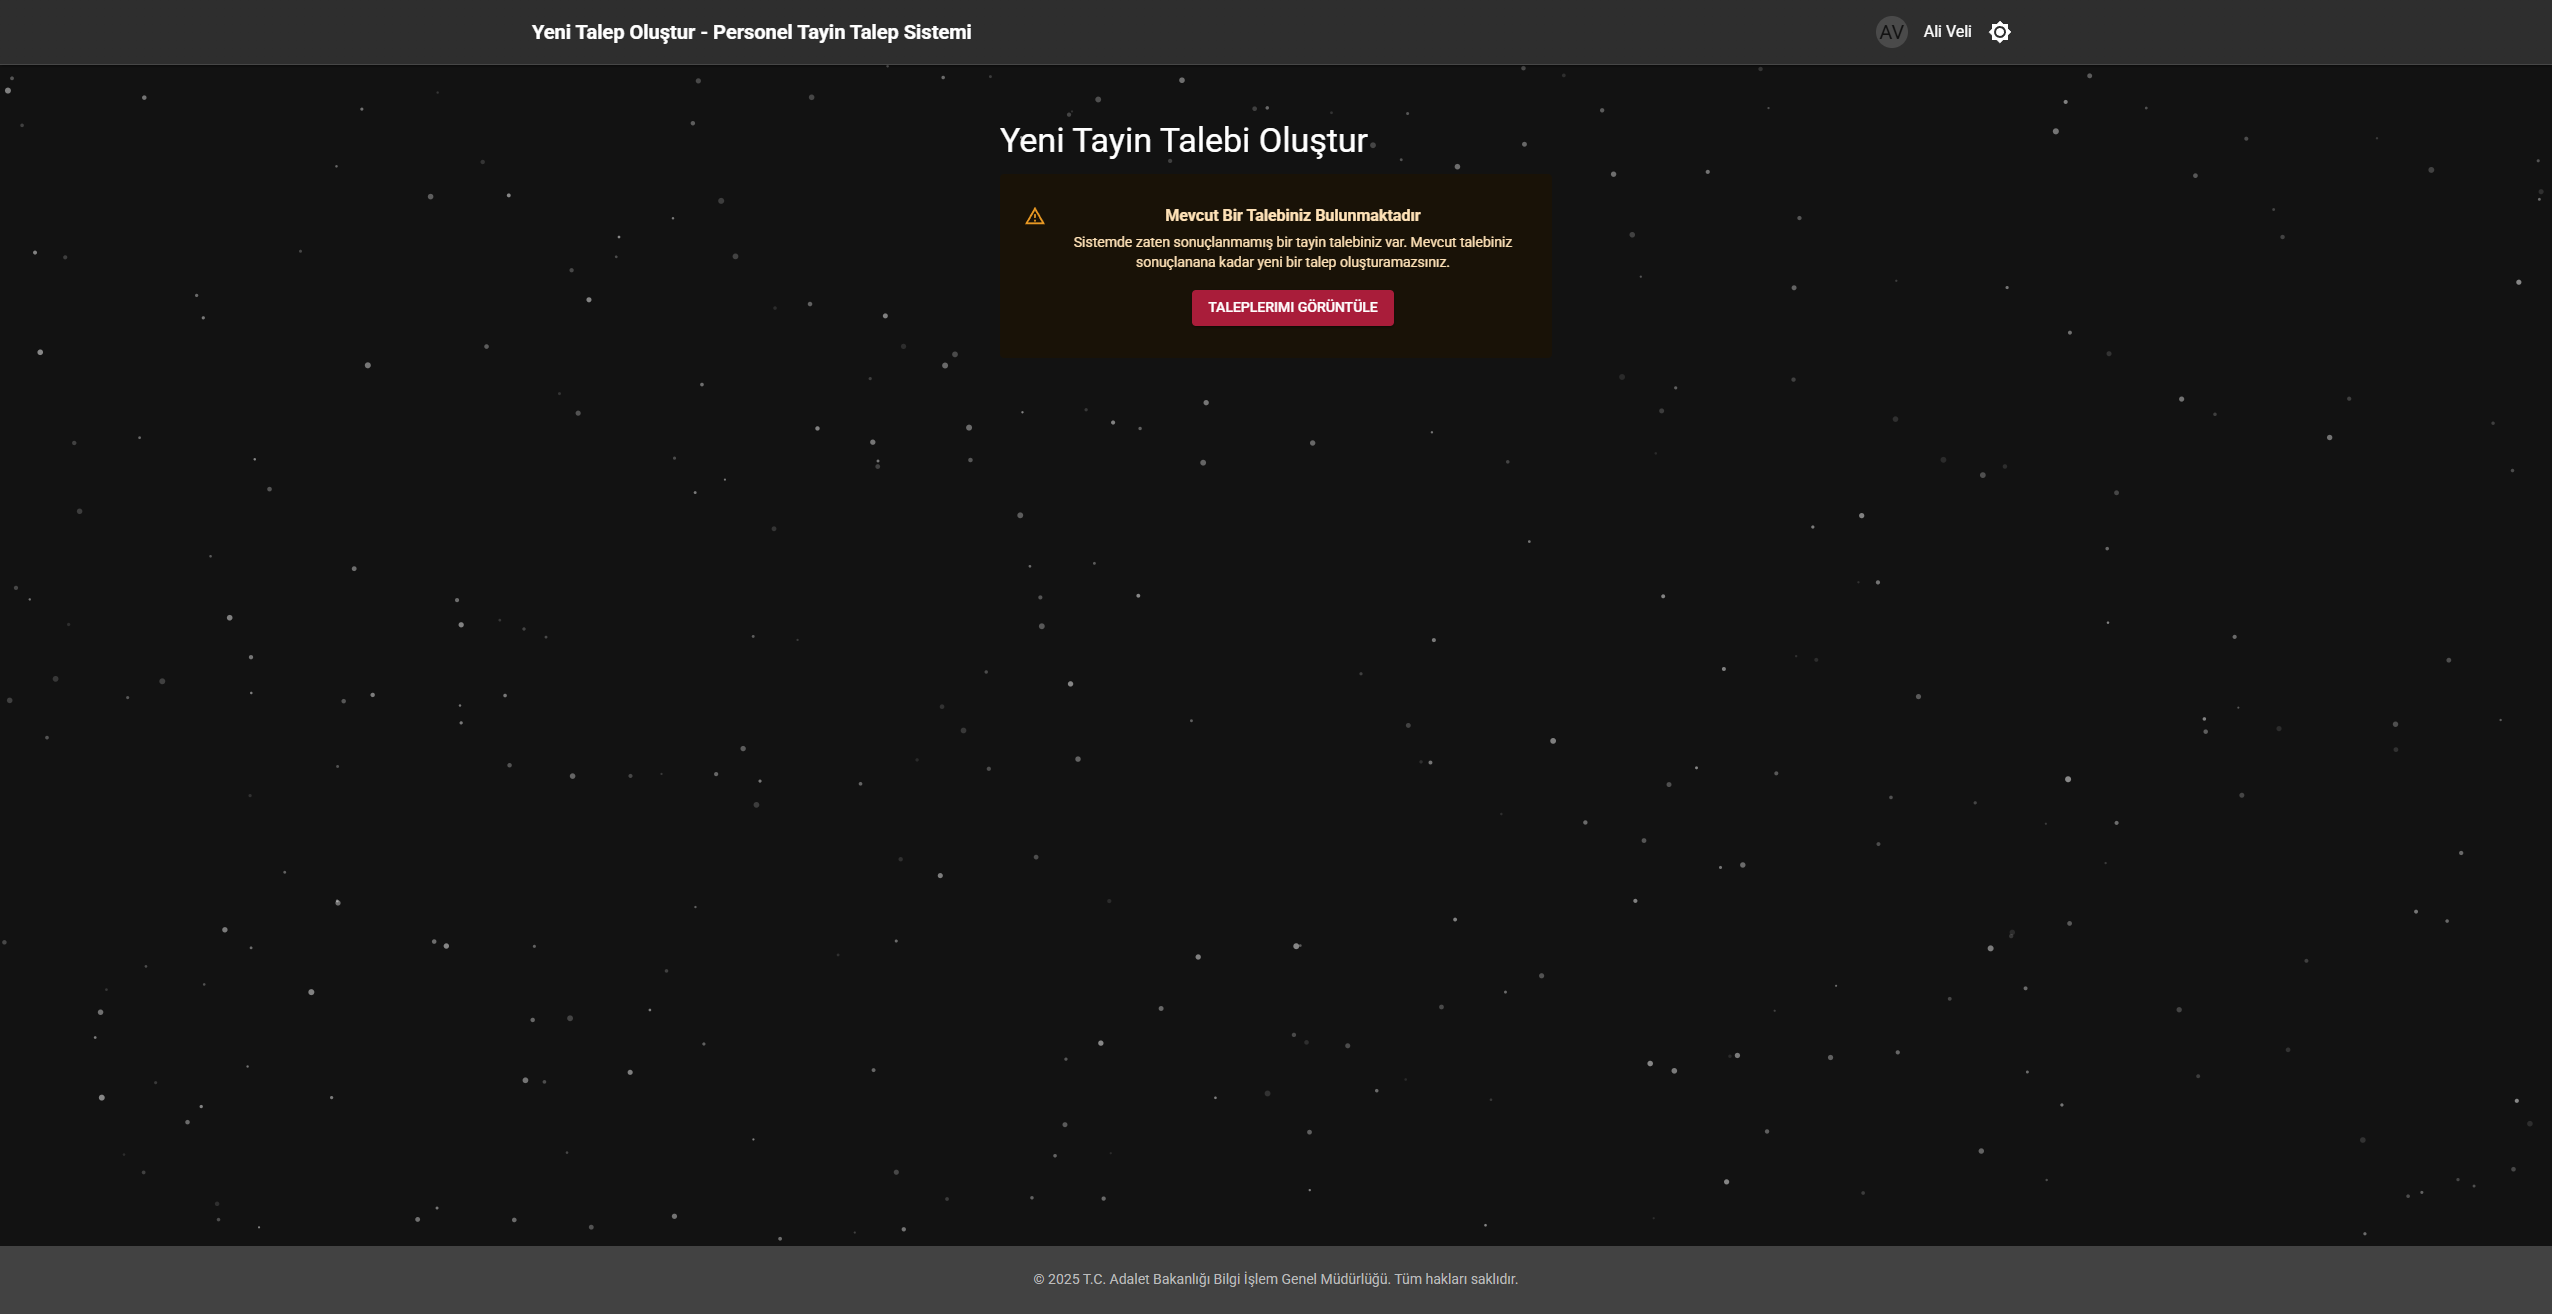 Yeni Talep Oluştur - Personel Tayin Talep Sistemi
AV Ali Veli
Yeni Tayin Talebi Oluştur
Mevcut Bir Talebiniz Bulunmaktadır
Sistemde zaten sonuçlanmamış bir tayin talebiniz var. Mevcut talebiniz
sonuçlanana kadar yeni bir talep oluşturamazsınız.
TALEPLERIMI GÖRÜNTÜLE
© 2025 T.C. Adalet Bakanlığı Bilgi İşlem Genel Müdürlüğü. Tüm hakları saklıdır.